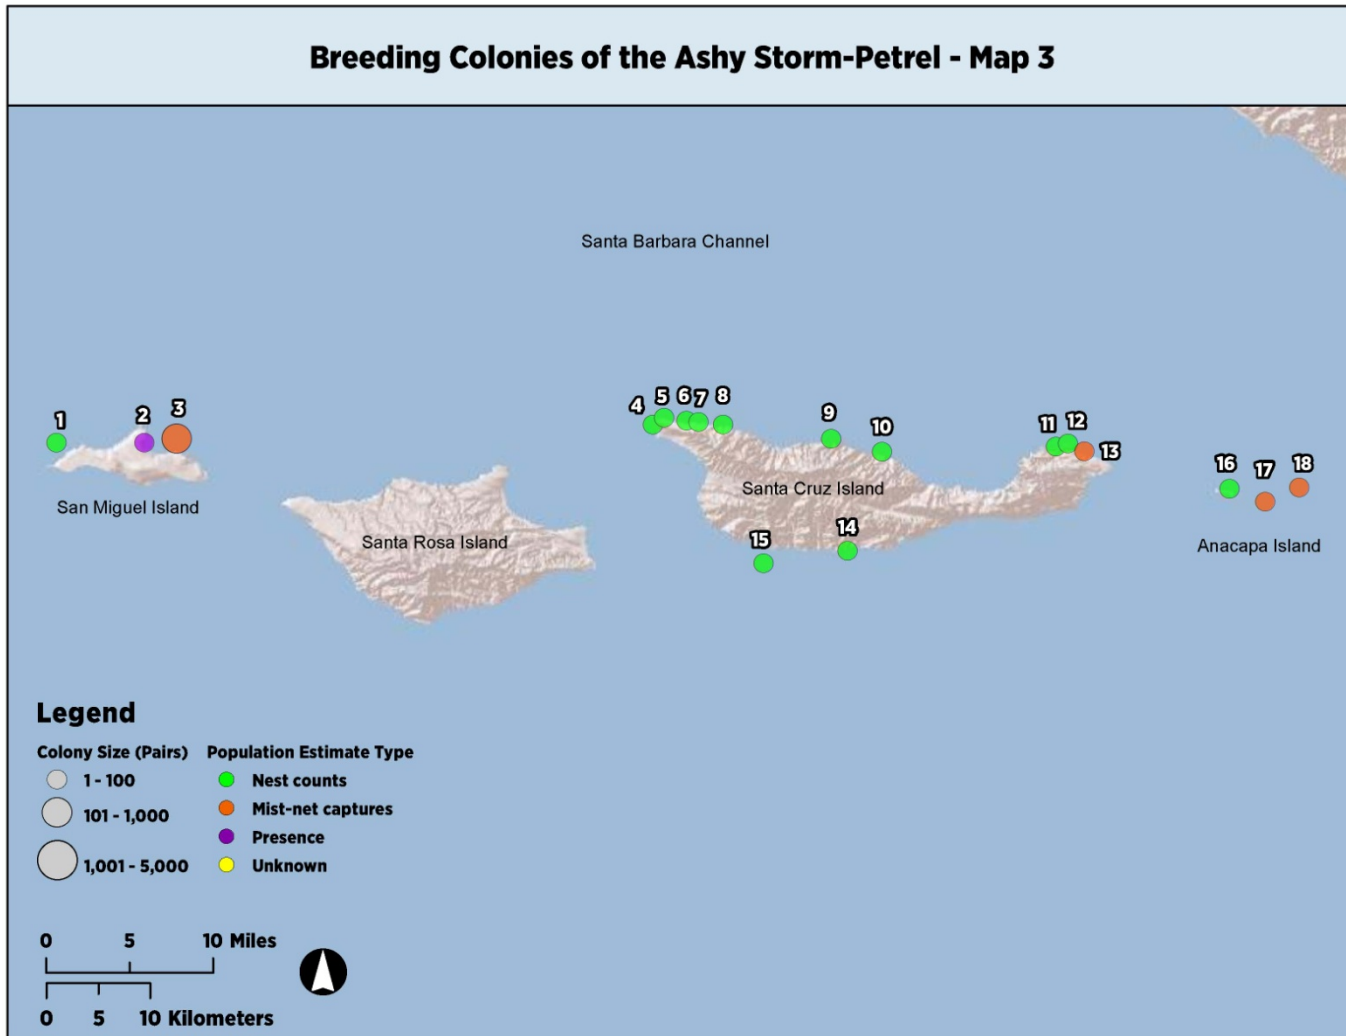 Breeding Colonies of the Ashy Storm-Petrel - Map 3
Santa Barbara Channel
1
2
3
4
5
6
7
8
9
10
11
12
13
14
15
16
17
18
San Miguel Island
Santa Rosa Island
Santa Cruz Island
Anacapa Island
Legend
Colony Size (Pairs)
1 - 100
101 - 1,000
1,001 - 5,000
Population Estimate Type
Nest counts
Mist-net captures
Presence
Unknown
0 5 10 Miles
0 5 10 Kilometers